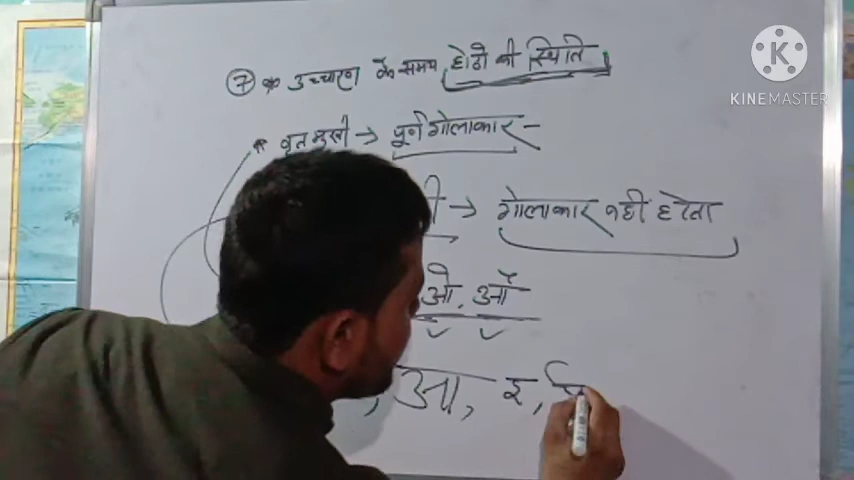 ⑦ उच्चारण के समय होठो की स्थिति
* वृत मुखी → पूर्ण गोलाकार -
ी → गोलाकार नही होता
ओ, औ
, आ, इ,
K
KINEMASTER